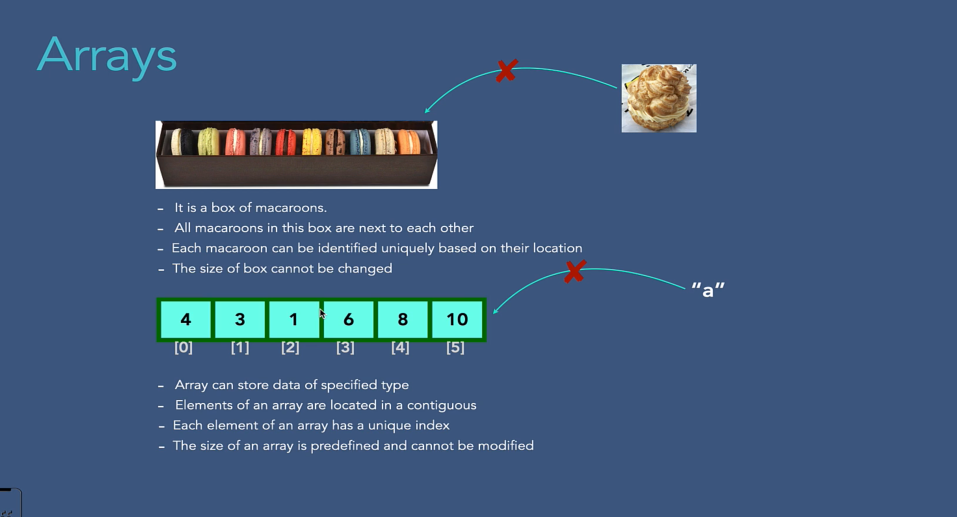 Arrays
- It is a box of macaroons.
- All macaroons in this box are next to each other
- Each macaroon can be identified uniquely based on their location
- The size of box cannot be changed
“a”
4 3 1 6 8 10
[0] [1] [2] [3] [4] [5]
- Array can store data of specified type
- Elements of an array are located in a contiguous
- Each element of an array has a unique index
- The size of an array is predefined and cannot be modified